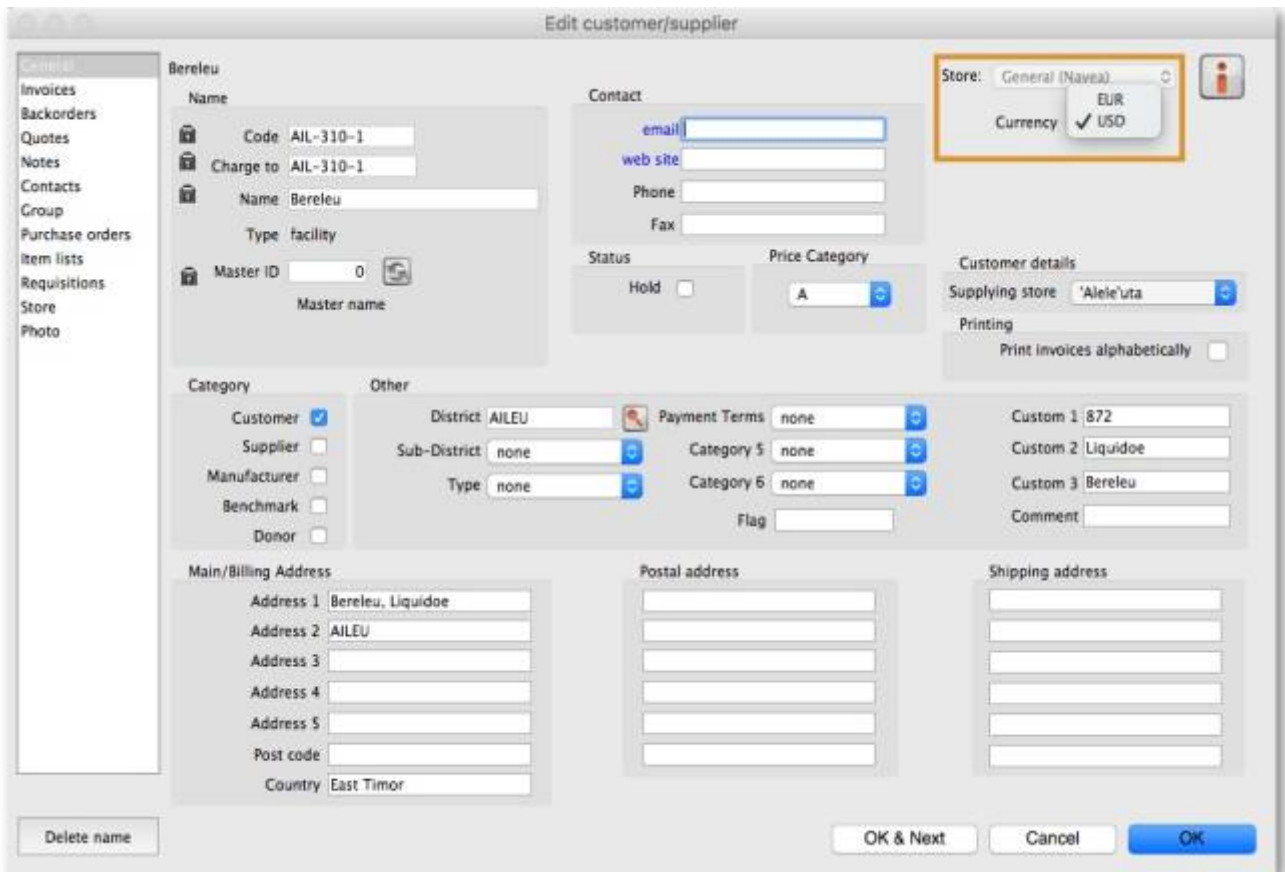 Edit customer/supplier
General
Invoices
Backorders
Quotes
Notes
Contacts
Group
Purchase orders
Item lists
Requisitions
Store
Photo
Bereleu
Name
Code AIL-310-1
Charge to AIL-310-1
Name Bereleu
Type facility
Master ID 0
Master name
Contact
email
web site
Phone
Fax
Store: General (Navea)
EUR
Currency ✓ USD
Status
Hold
Price Category
A
Customer details
Supplying store 'Alele'uta
Printing
Print invoices alphabetically
Category
Customer
Supplier
Manufacturer
Benchmark
Donor
Other
District AILEU
Sub-District none
Type none
Payment Terms none
Category 5 none
Category 6 none
Flag
Custom 1 872
Custom 2 Liquidoe
Custom 3 Bereleu
Comment
Main/Billing Address
Address 1 Bereleu, Liquidoe
Address 2 AILEU
Address 3
Address 4
Address 5
Post code
Country East Timor
Postal address
Shipping address
Delete name
OK & Next
Cancel
OK